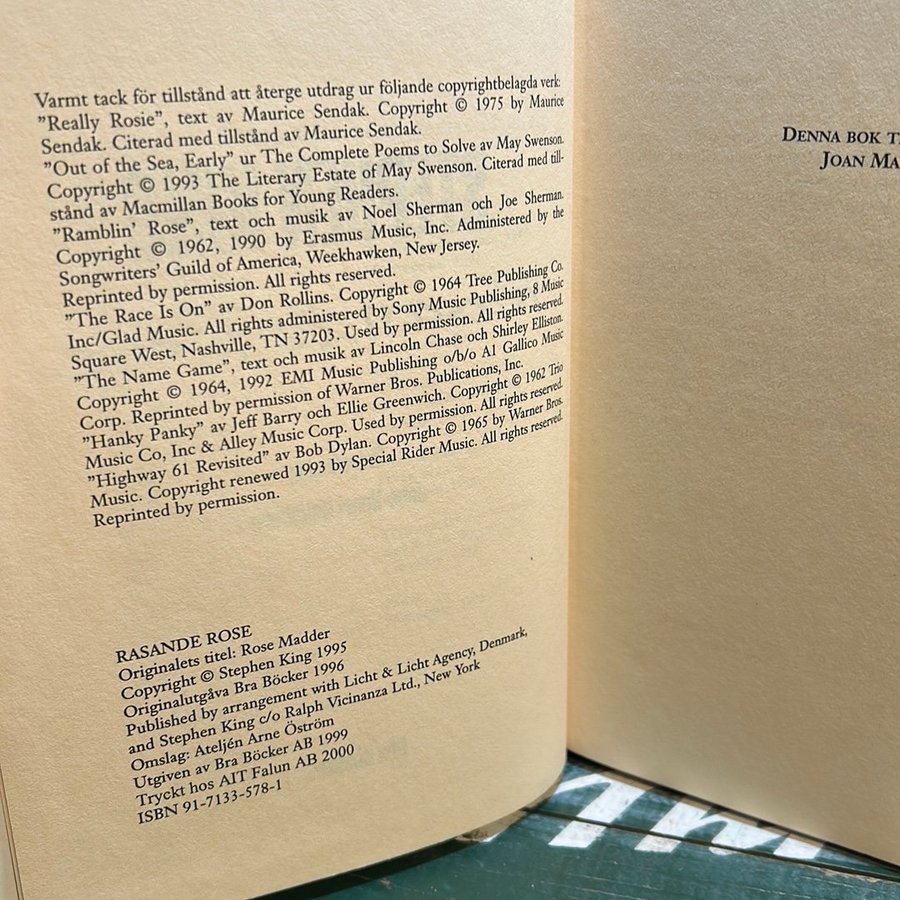 Varmt tack för tillstånd att återge utdrag ur följande copyrightbelagda verk:
”Really Rosie”, text av Maurice Sendak. Copyright © 1975 by Maurice
Sendak. Citerad med tillstånd av Maurice Sendak.
”Out of the Sea, Early” ur The Complete Poems to Solve av May Swenson.
Copyright © 1993 The Literary Estate of May Swenson. Citerad med till-
stånd av Macmillan Books for Young Readers.
”Ramblin’ Rose”, text och musik av Noel Sherman och Joe Sherman.
Copyright © 1962, 1990 by Erasmus Music, Inc. Administered by the
Songwriters’ Guild of America, Weekhawken, New Jersey.
Reprinted by permission. All rights reserved.
”The Race Is On” av Don Rollins. Copyright © 1964 Tree Publishing Co.
Inc/Glad Music. All rights administered by Sony Music Publishing, 8 Music
Square West, Nashville, TN 37203. Used by permission. All rights reserved.
”The Name Game”, text och musik av Lincoln Chase och Shirley Elliston.
Copyright © 1964, 1992 EMI Music Publishing o/b/o A1 Gallico Music
Corp. Reprinted by permission of Warner Bros. Publications, Inc.
”Hanky Panky” av Jeff Barry och Ellie Greenwich. Copyright © 1962 Trio
Music Co, Inc & Alley Music Corp. Used by permission. All rights reserved.
”Highway 61 Revisited” av Bob Dylan. Copyright © 1965 by Warner Bros.
Music. Copyright renewed 1993 by Special Rider Music. All rights reserved.
Reprinted by permission.
RASANDE ROSE
Originalets titel: Rose Madder
Copyright © Stephen King 1995
Originalutgåva Bra Böcker 1996
Published by arrangement with Licht & Licht Agency, Denmark,
and Stephen King c/o Ralph Vicinanza Ltd., New York
Omslag: Ateljén Arne Öström
Utgiven av Bra Böcker AB 1999
Tryckt hos AIT Falun AB 2000
ISBN 91-7133-578-1
DENNA BOK
JOAN